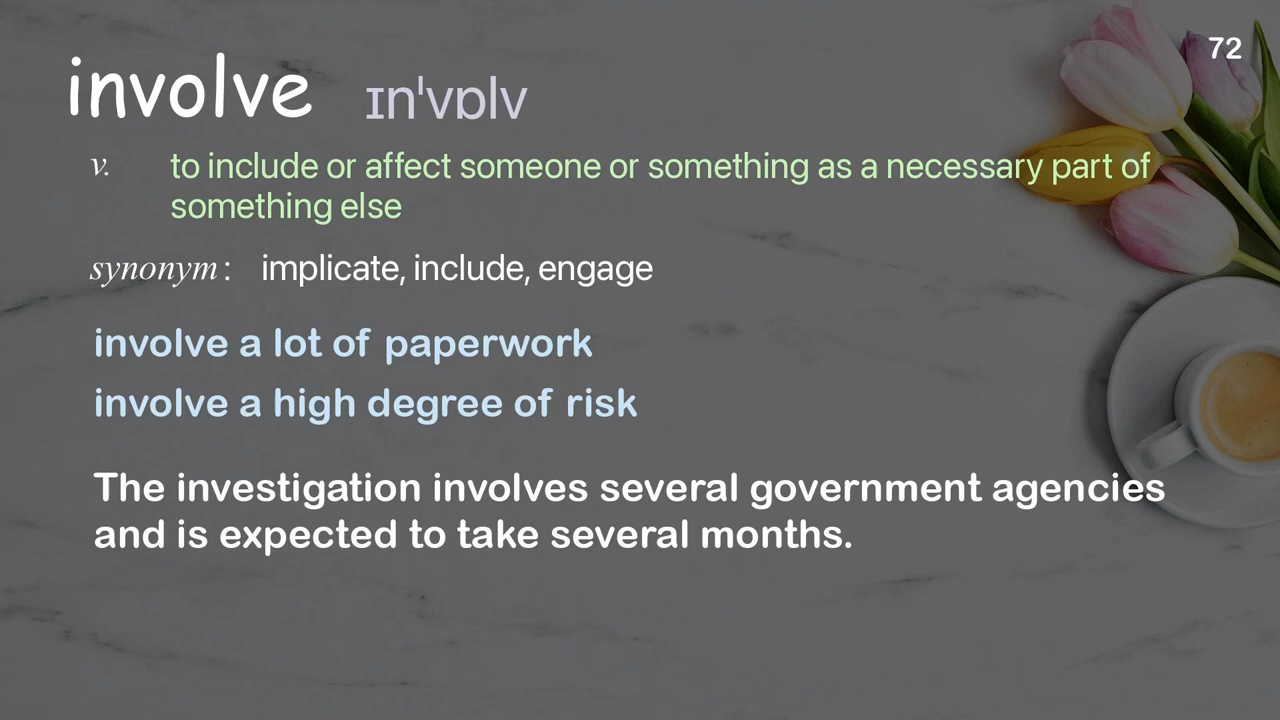 72
involve ɪnˈvɒlv
v. to include or affect someone or something as a necessary part of
something else
synonym: implicate, include, engage
involve a lot of paperwork
involve a high degree of risk
The investigation involves several government agencies
and is expected to take several months.